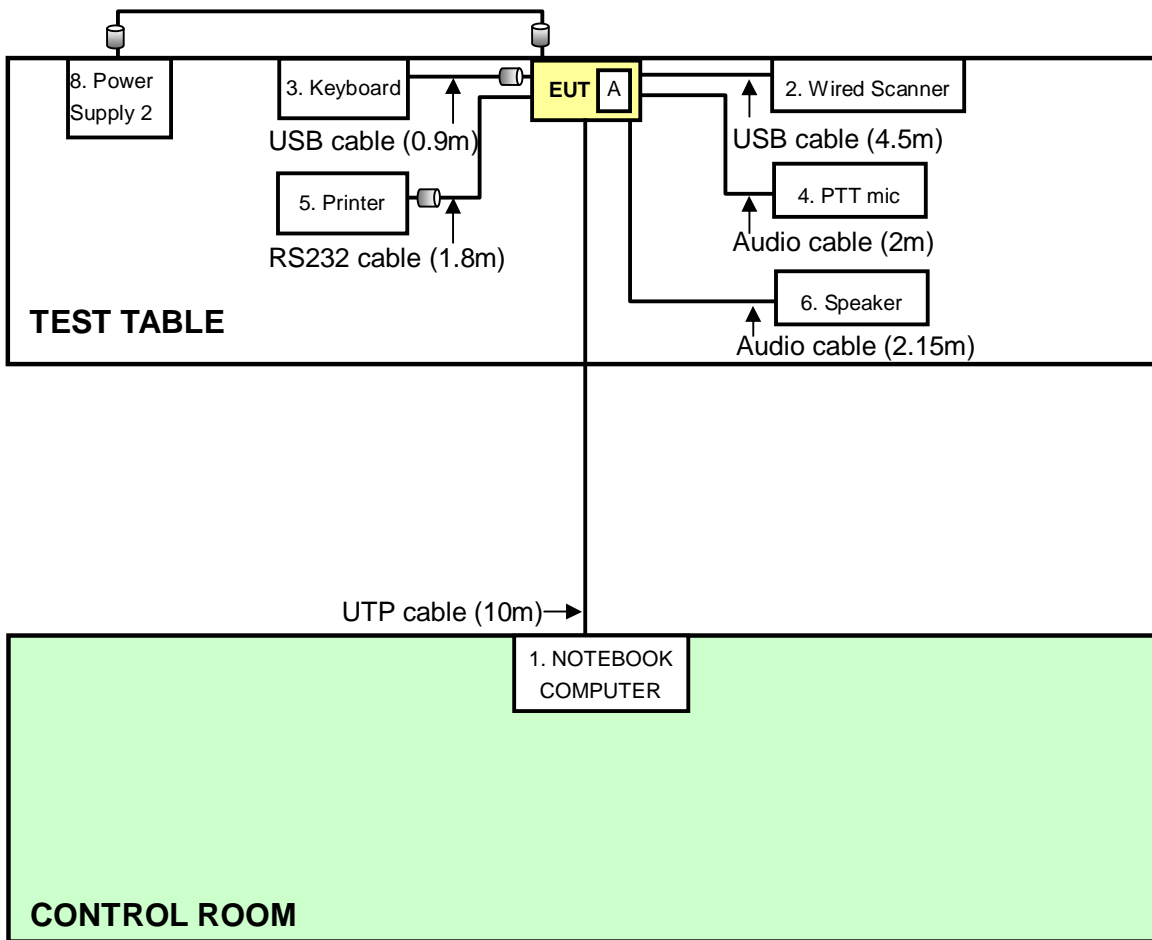 8. Power
Supply 2
3. Keyboard
EUT
A
2. Wired Scanner
USB cable (0.9m)
USB cable (4.5m)
5. Printer
4. PTT mic
RS232 cable (1.8m)
Audio cable (2m)
6. Speaker
TEST TABLE
Audio cable (2.15m)
UTP cable (10m)
1. NOTEBOOK
COMPUTER
CONTROL ROOM